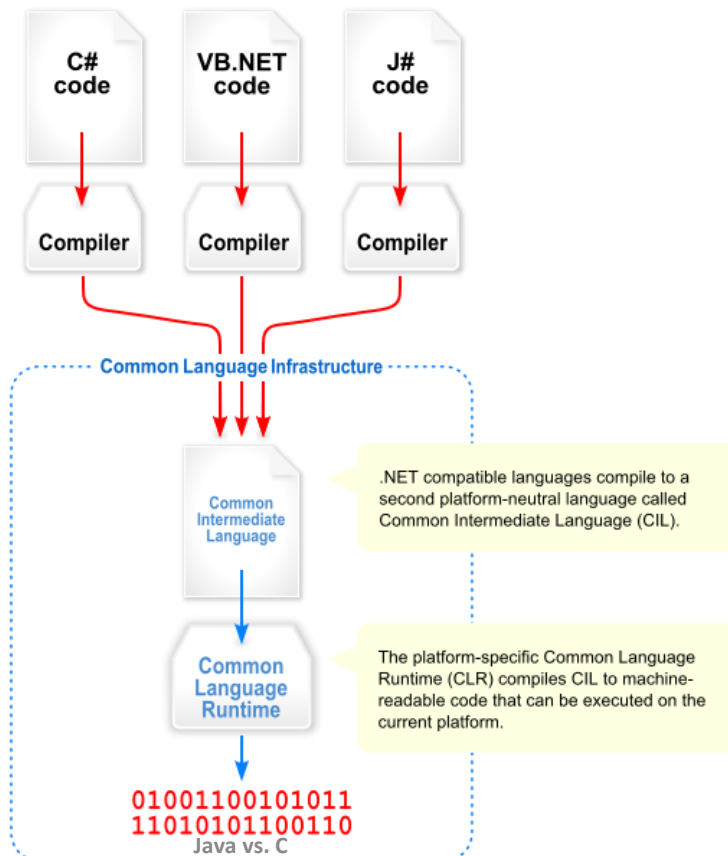 C#
code
VB.NET
code
J#
code
Compiler
Compiler
Compiler
Common Language Infrastructure
Common
Intermediate
Language
.NET compatible languages compile to a
second platform-neutral language called
Common Intermediate Language (CIL).
Common
Language
Runtime
The platform-specific Common Language
Runtime (CLR) compiles CIL to machine-
readable code that can be executed on the
current platform.
01001100101011
11010101100110
Java vs. C